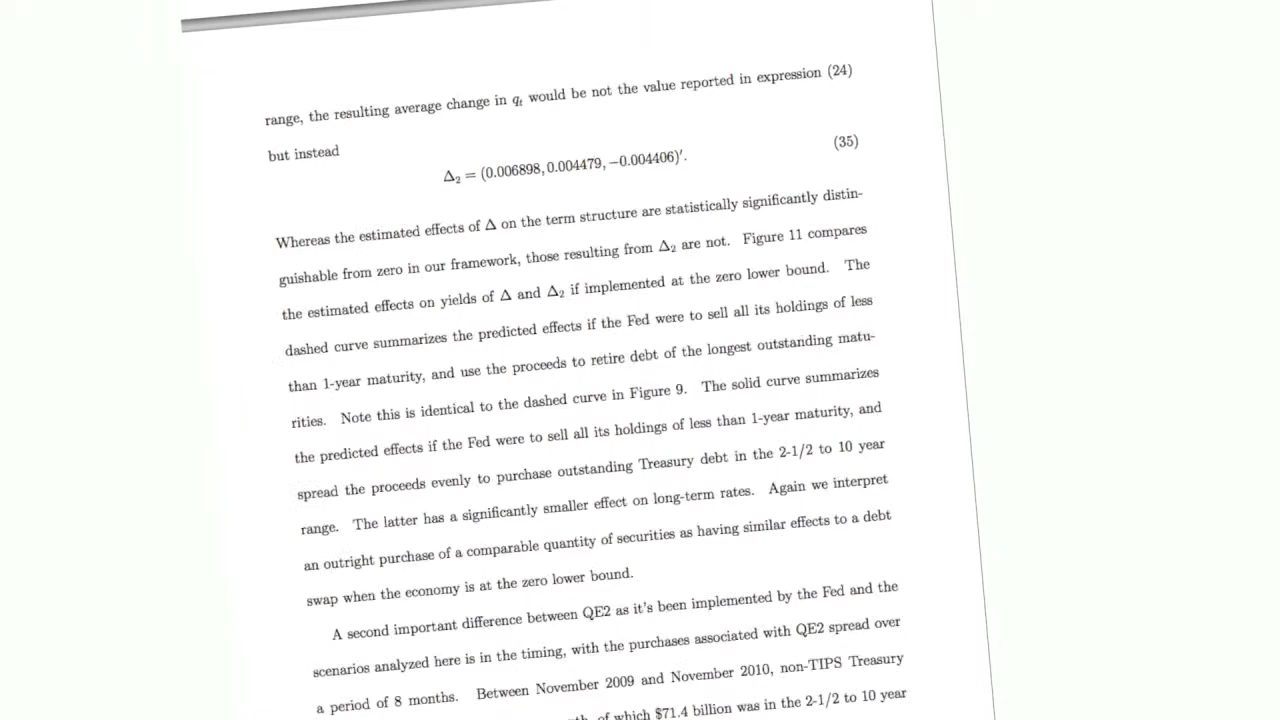 range, the resulting average change in qt would be not the value reported in expression (24)
but instead
Δ2 = (0.006898, 0.004479, −0.004406)′. (35)
Whereas the estimated effects of Δ on the term structure are statistically significantly distin-
guishable from zero in our framework, those resulting from Δ2 are not. Figure 11 compares
the estimated effects on yields of Δ and Δ2 if implemented at the zero lower bound. The
dashed curve summarizes the predicted effects if the Fed were to sell all its holdings of less
than 1-year maturity, and use the proceeds to retire debt of the longest outstanding matu-
rities. Note this is identical to the dashed curve in Figure 9. The solid curve summarizes
the predicted effects if the Fed were to sell all its holdings of less than 1-year maturity, and
spread the proceeds evenly to purchase outstanding Treasury debt in the 2-1/2 to 10 year
range. The latter has a significantly smaller effect on long-term rates. Again we interpret
an outright purchase of a comparable quantity of securities as having similar effects to a debt
swap when the economy is at the zero lower bound.
A second important difference between QE2 as it's been implemented by the Fed and the
scenarios analyzed here is in the timing, with the purchases associated with QE2 spread over
a period of 8 months. Between November 2009 and November 2010, non-TIPS Treasury
of which $71.4 billion was in the 2-1/2 to 10 year